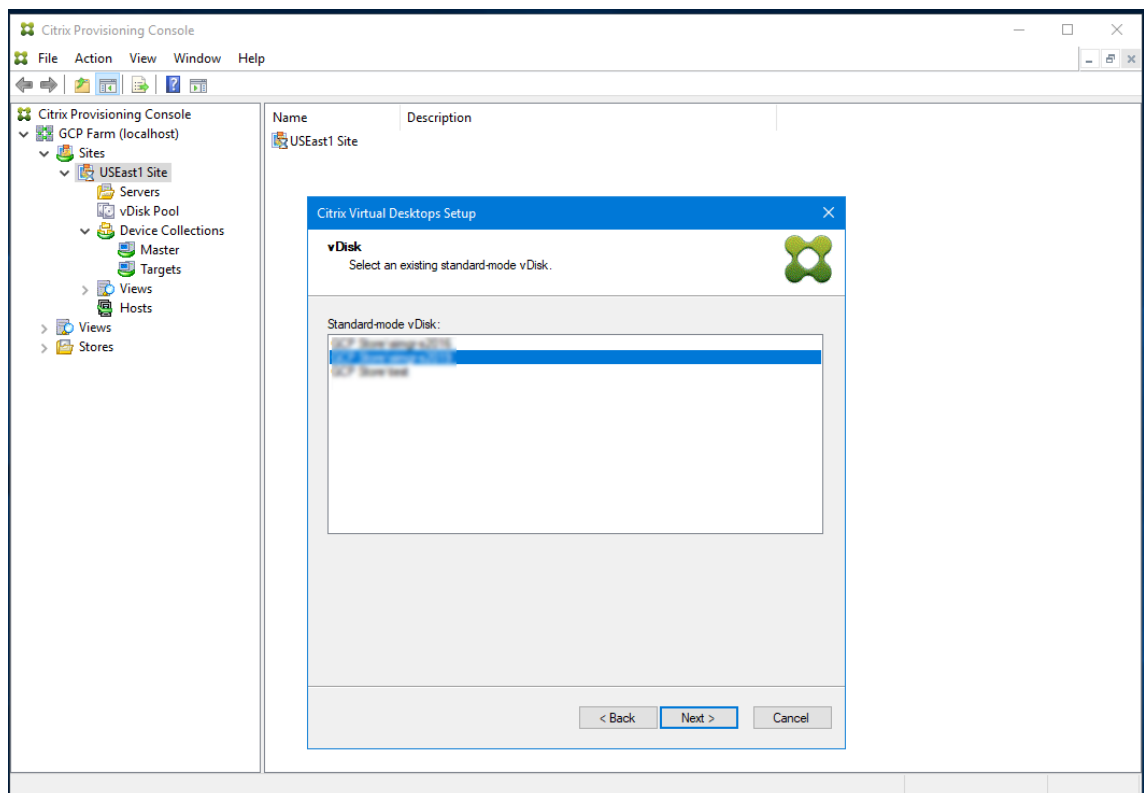 Citrix Provisioning Console
File Action View Window Help
Citrix Provisioning Console
GCP Farm (localhost)
Sites
USEast1 Site
Servers
vDisk Pool
Device Collections
Master
Targets
Views
Hosts
Views
Stores
Name Description
USEast1 Site
Citrix Virtual Desktops Setup
vDisk
Select an existing standard-mode vDisk.
Standard-mode vDisk:
< Back Next > Cancel